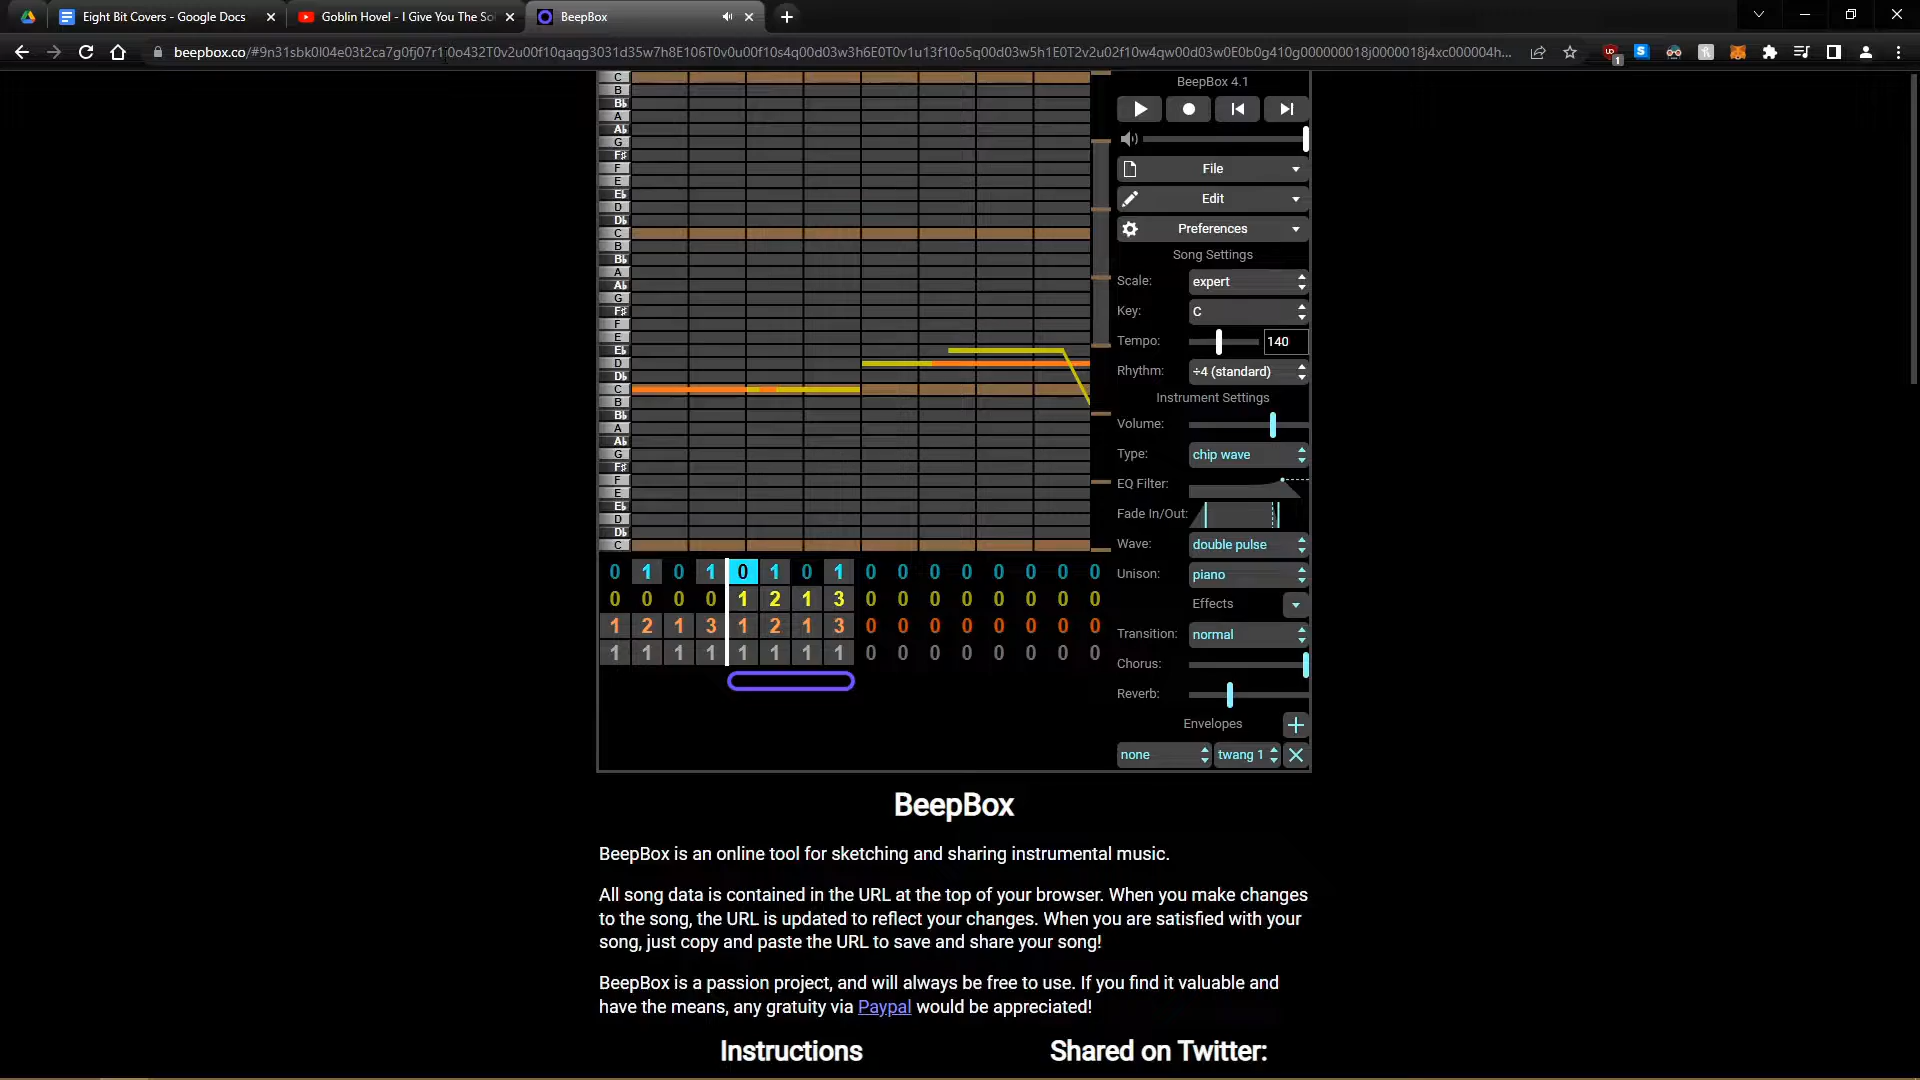 Eight Bit Covers - Google Docs
Goblin Hovel - I Give You The So
BeepBox
1
BeepBox 4.1
File
Edit
Preferences
Song Settings
Scale: expert
Key: C
Tempo: 140
Rhythm: ÷4 (standard)
Instrument Settings
Volume:
Type: chip wave
EQ Filter:
Fade In/Out:
Wave: double pulse
Unison: piano
Effects
Transition: normal
Chorus:
Reverb:
Envelopes
none twang 1
C
B
B♭
A
A♭
G
F♯
F
E
E♭
D
D♭
C
B
B♭
A
A♭
G
F♯
F
E
E♭
D
D♭
C
B
B♭
A
A♭
G
F♯
F
E
E♭
D
D♭
C
0 1 0 1 0 1 0 1 0 0 0 0 0 0 0 0
0 0 0 0 1 2 1 3 0 0 0 0 0 0 0 0
1 2 1 3 1 2 1 3 0 0 0 0 0 0 0 0
1 1 1 1 1 1 1 1 0 0 0 0 0 0 0 0
BeepBox
BeepBox is an online tool for sketching and sharing instrumental music.
All song data is contained in the URL at the top of your browser. When you make changes
to the song, the URL is updated to reflect your changes. When you are satisfied with your
song, just copy and paste the URL to save and share your song!
BeepBox is a passion project, and will always be free to use. If you find it valuable and
have the means, any gratuity via Paypal would be appreciated!
Instructions
Shared on Twitter: